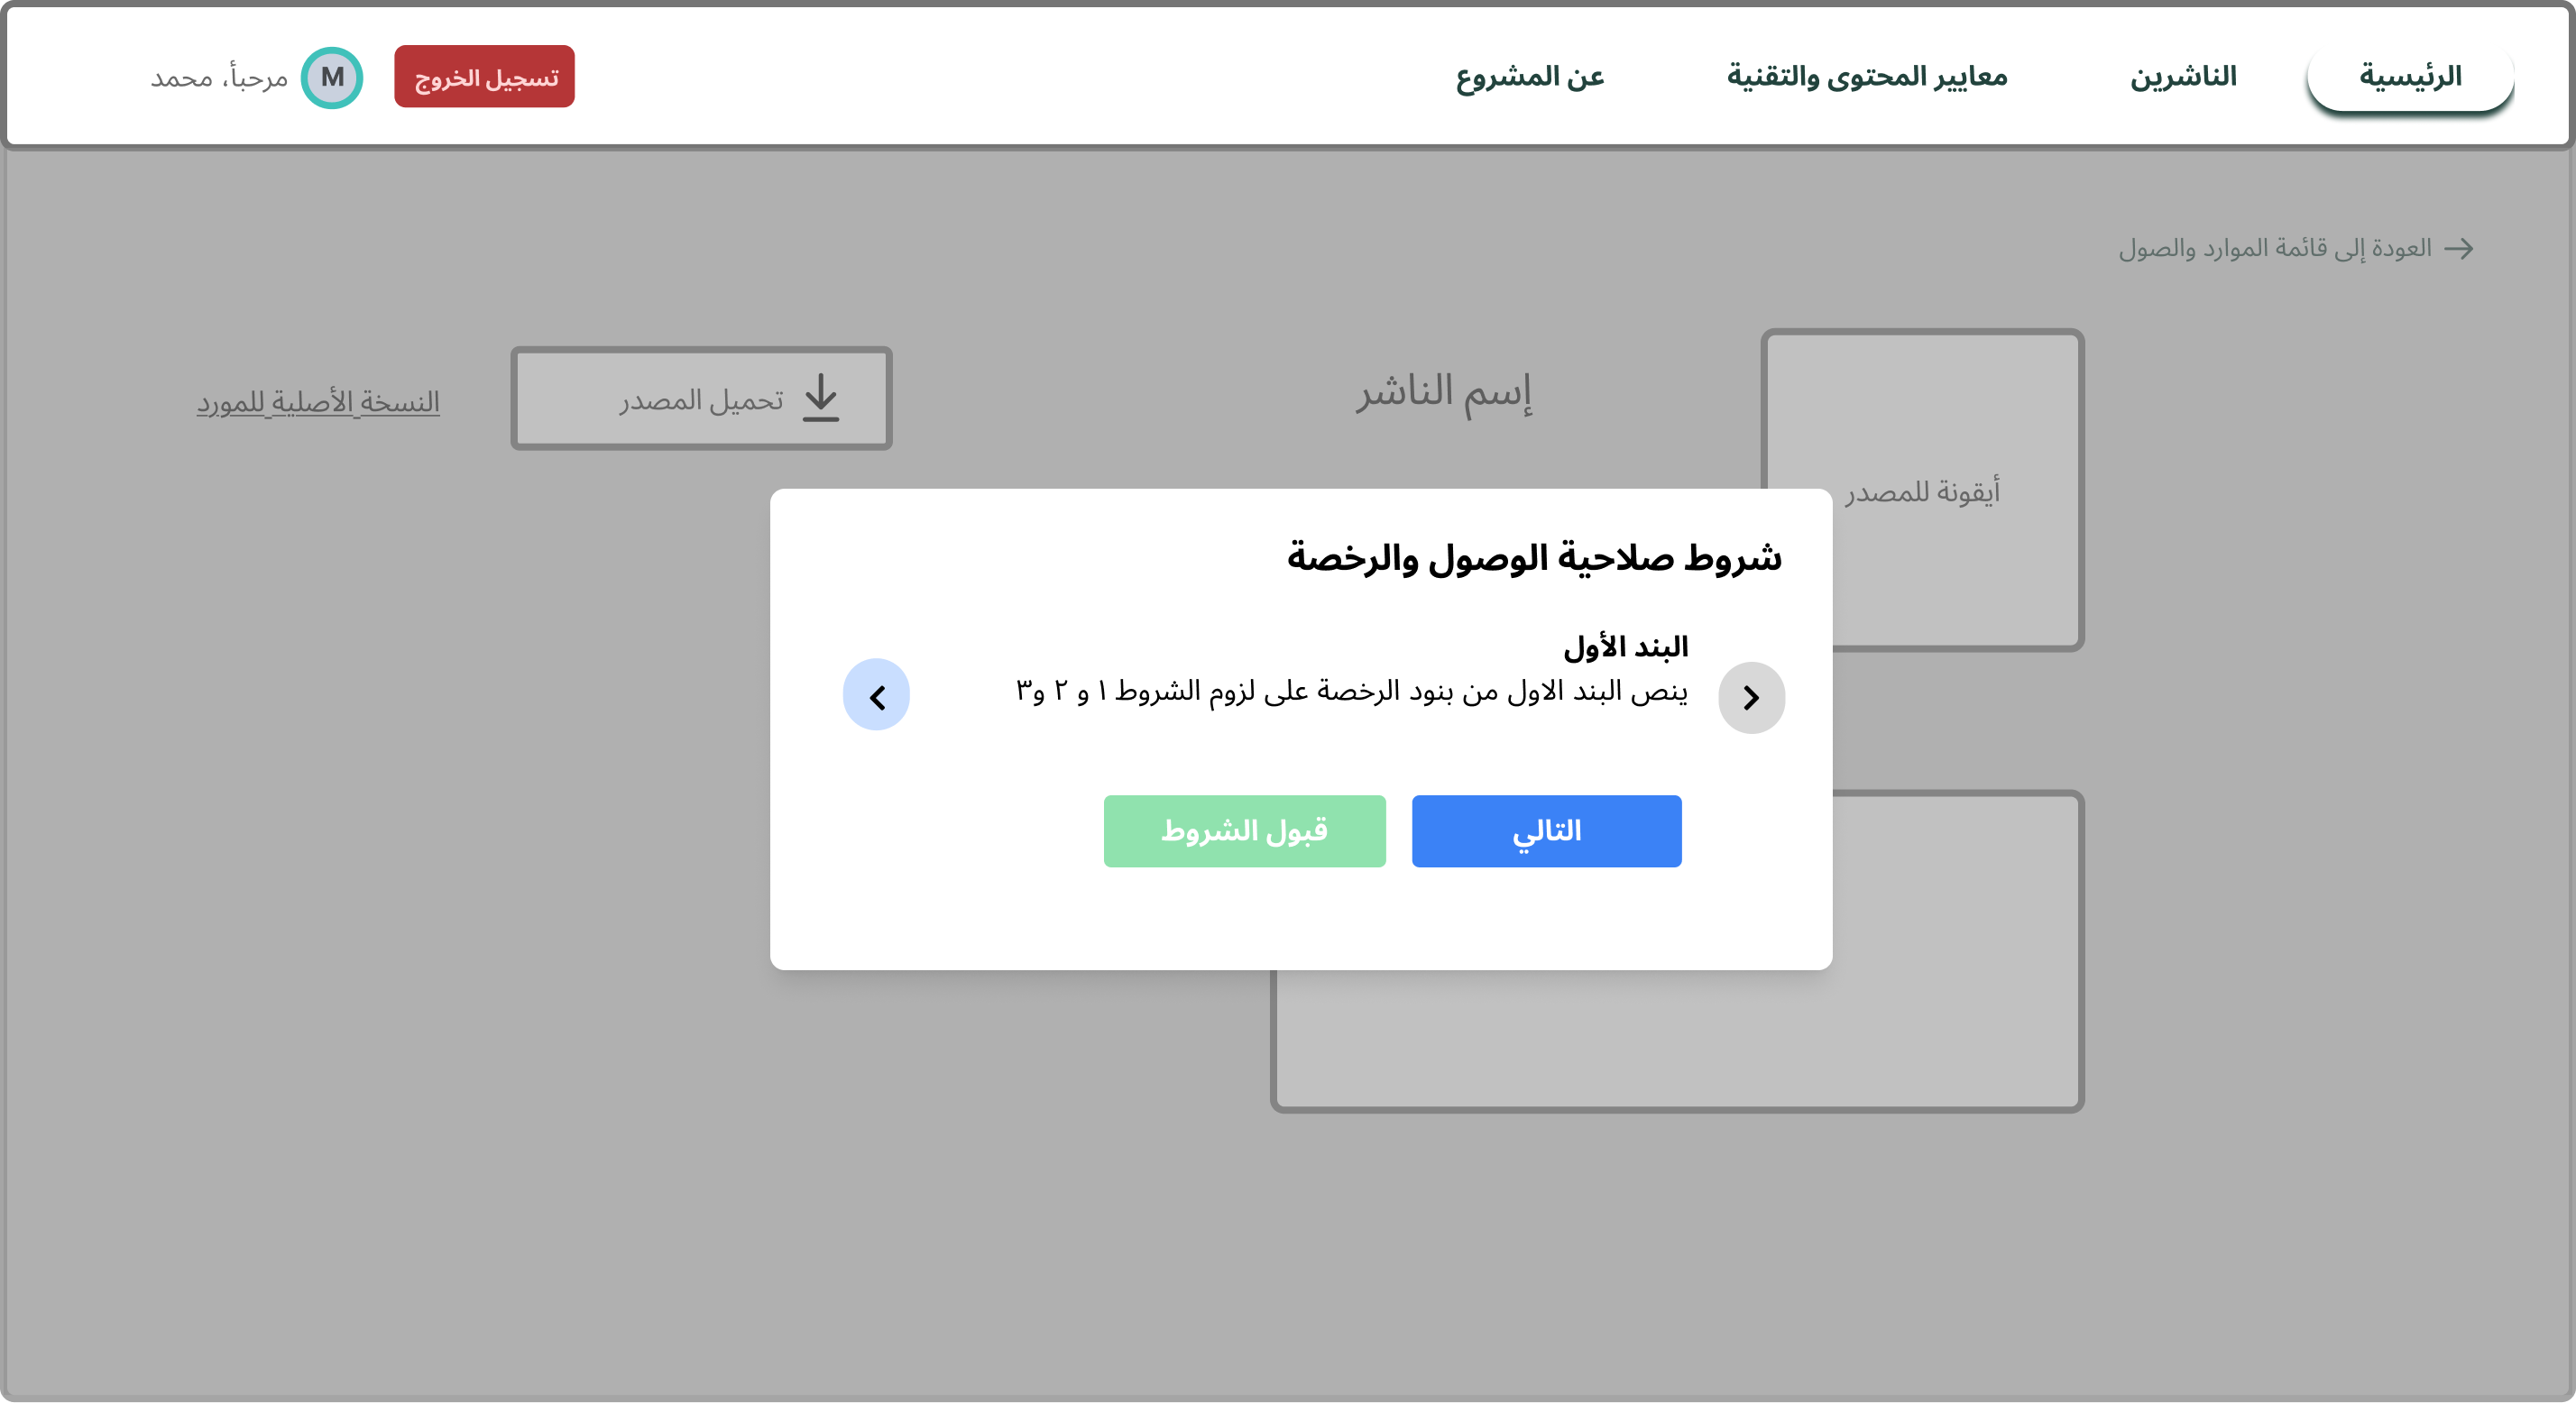 الرئيسية
الناشرين
معايير المحتوى والتقنية
عن المشروع
تسجيل الخروج
M
مرحبأ، محمد
العودة إلى قائمة الموارد والصول
أيقونة للمصدر
إسم الناشر
تحميل المصدر
النسخة الأصلية للمورد
شروط صلاحية الوصول والرخصة
البند الأول
ينص البند الاول من بنود الرخصة على لزوم الشروط ١ و ٢ و٣
التالي
قبول الشروط